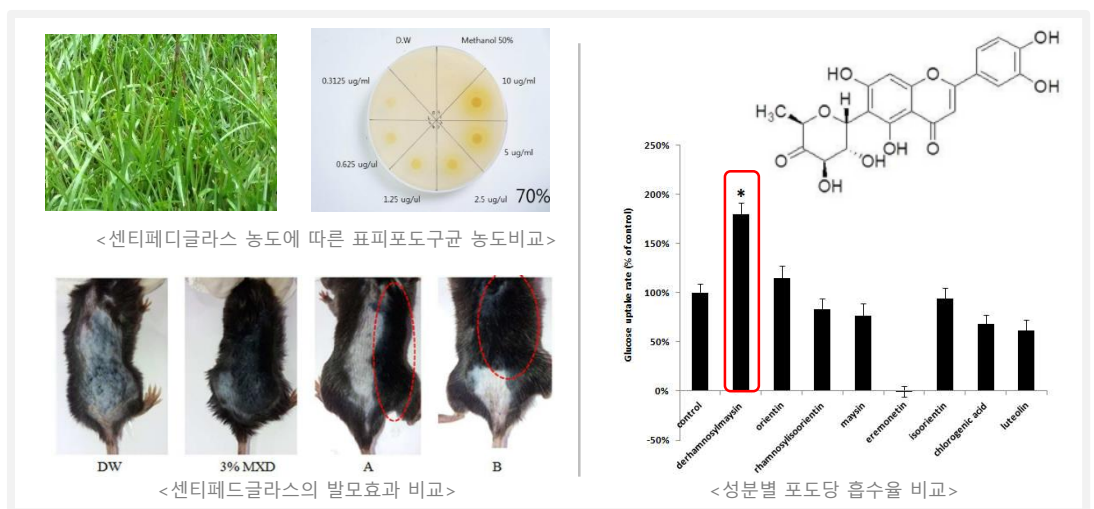 D.W
Methanol 50%
0.3125 ug/ml
10 ug/ml
0.625 ug/ul
5 ug/ml
1.25 ug/ul
2.5 ug/ul
70%
<센티페디글라스 농도에 따른 표피포도구균 농도비교>
DW
3% MXD
A
B
<센티페드글라스의 발모효과 비교>
OH
OH
HO
O
H
H₃C
O
O
OH
OH
O
OH
250%
200%
150%
100%
50%
0%
-50%
Glucose uptake rate (% of control)
*
control
derhamnosylmaysin
orientin
rhamnosylisoorientin
maysin
eremonetin
isoorientin
chlorogenic acid
luteolin
<성분별 포도당 흡수율 비교>